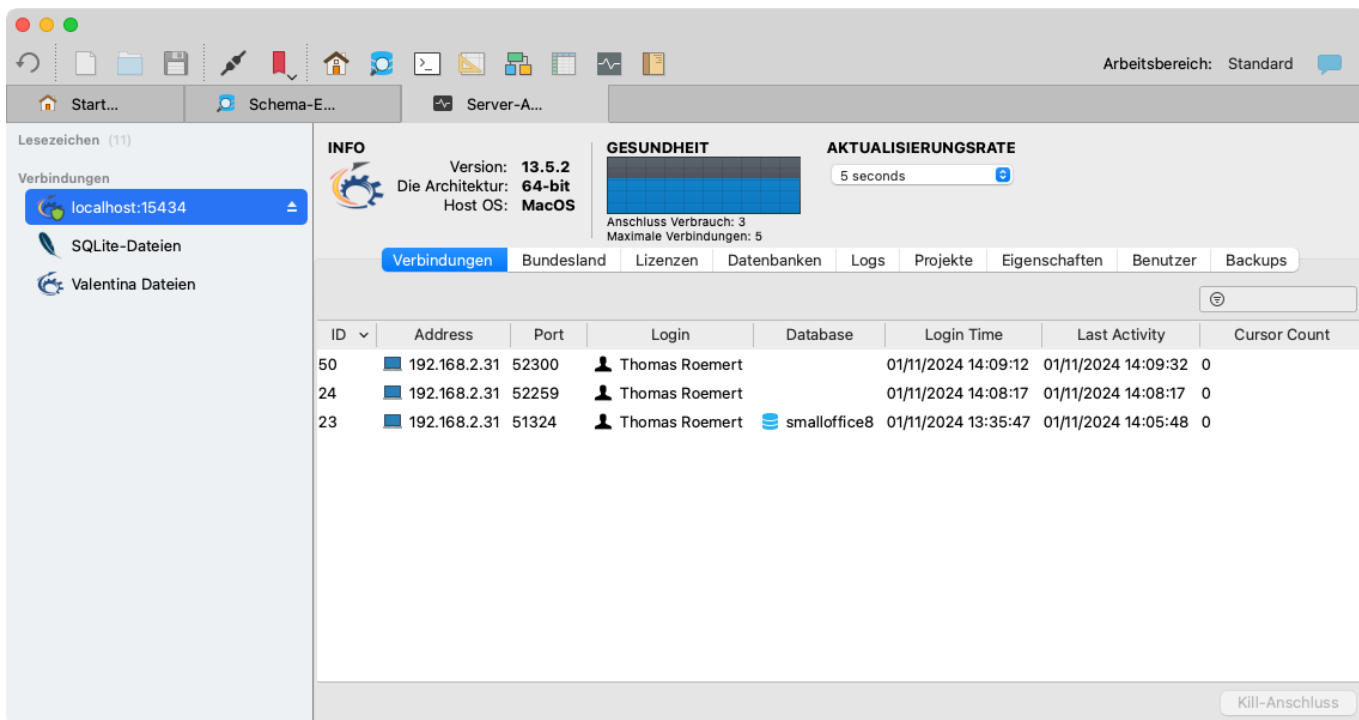 Arbeitsbereich: Standard
Start... Schema-E... Server-A...
Lesezeichen (11)
Verbindungen
localhost:15434
SQLite-Dateien
Valentina Dateien
INFO
Version: 13.5.2
Die Architektur: 64-bit
Host OS: MacOS
GESUNDHEIT
Anschluss Verbrauch: 3
Maximale Verbindungen: 5
AKTUALISIERUNGSRATE
5 seconds
Verbindungen Bundesland Lizenzen Datenbanken Logs Projekte Eigenschaften Benutzer Backups
ID Address Port Login Database Login Time Last Activity Cursor Count
50 192.168.2.31 52300 Thomas Roemert 01/11/2024 14:09:12 01/11/2024 14:09:32 0
24 192.168.2.31 52259 Thomas Roemert 01/11/2024 14:08:17 01/11/2024 14:08:17 0
23 192.168.2.31 51324 Thomas Roemert smalloffice8 01/11/2024 13:35:47 01/11/2024 14:05:48 0
Kill-Anschluss